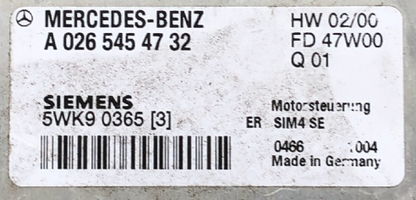 MERCEDES-BENZ
A 026 545 47 32
HW 02/00
FD 47W00
Q 01
SIEMENS
5WK9 0365 [3]
Motorsteuerung
ER SIM4 SE
0466 1004
Made in Germany